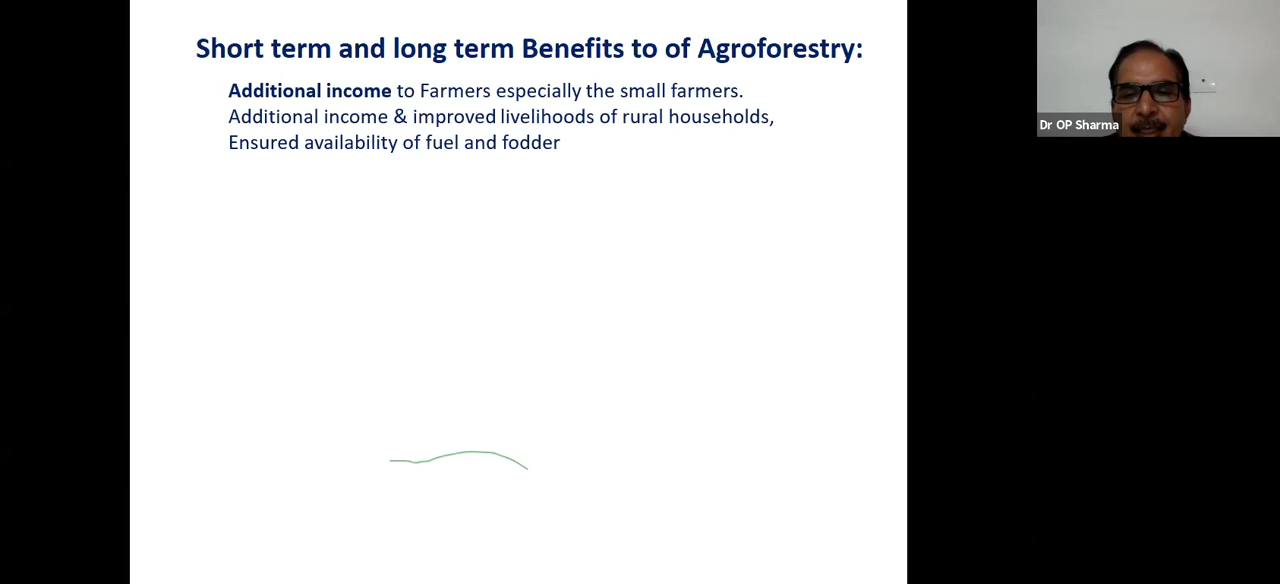 Short term and long term Benefits to of Agroforestry:
Additional income to Farmers especially the small farmers.
Additional income & improved livelihoods of rural households,
Ensured availability of fuel and fodder
Dr OP Sharma